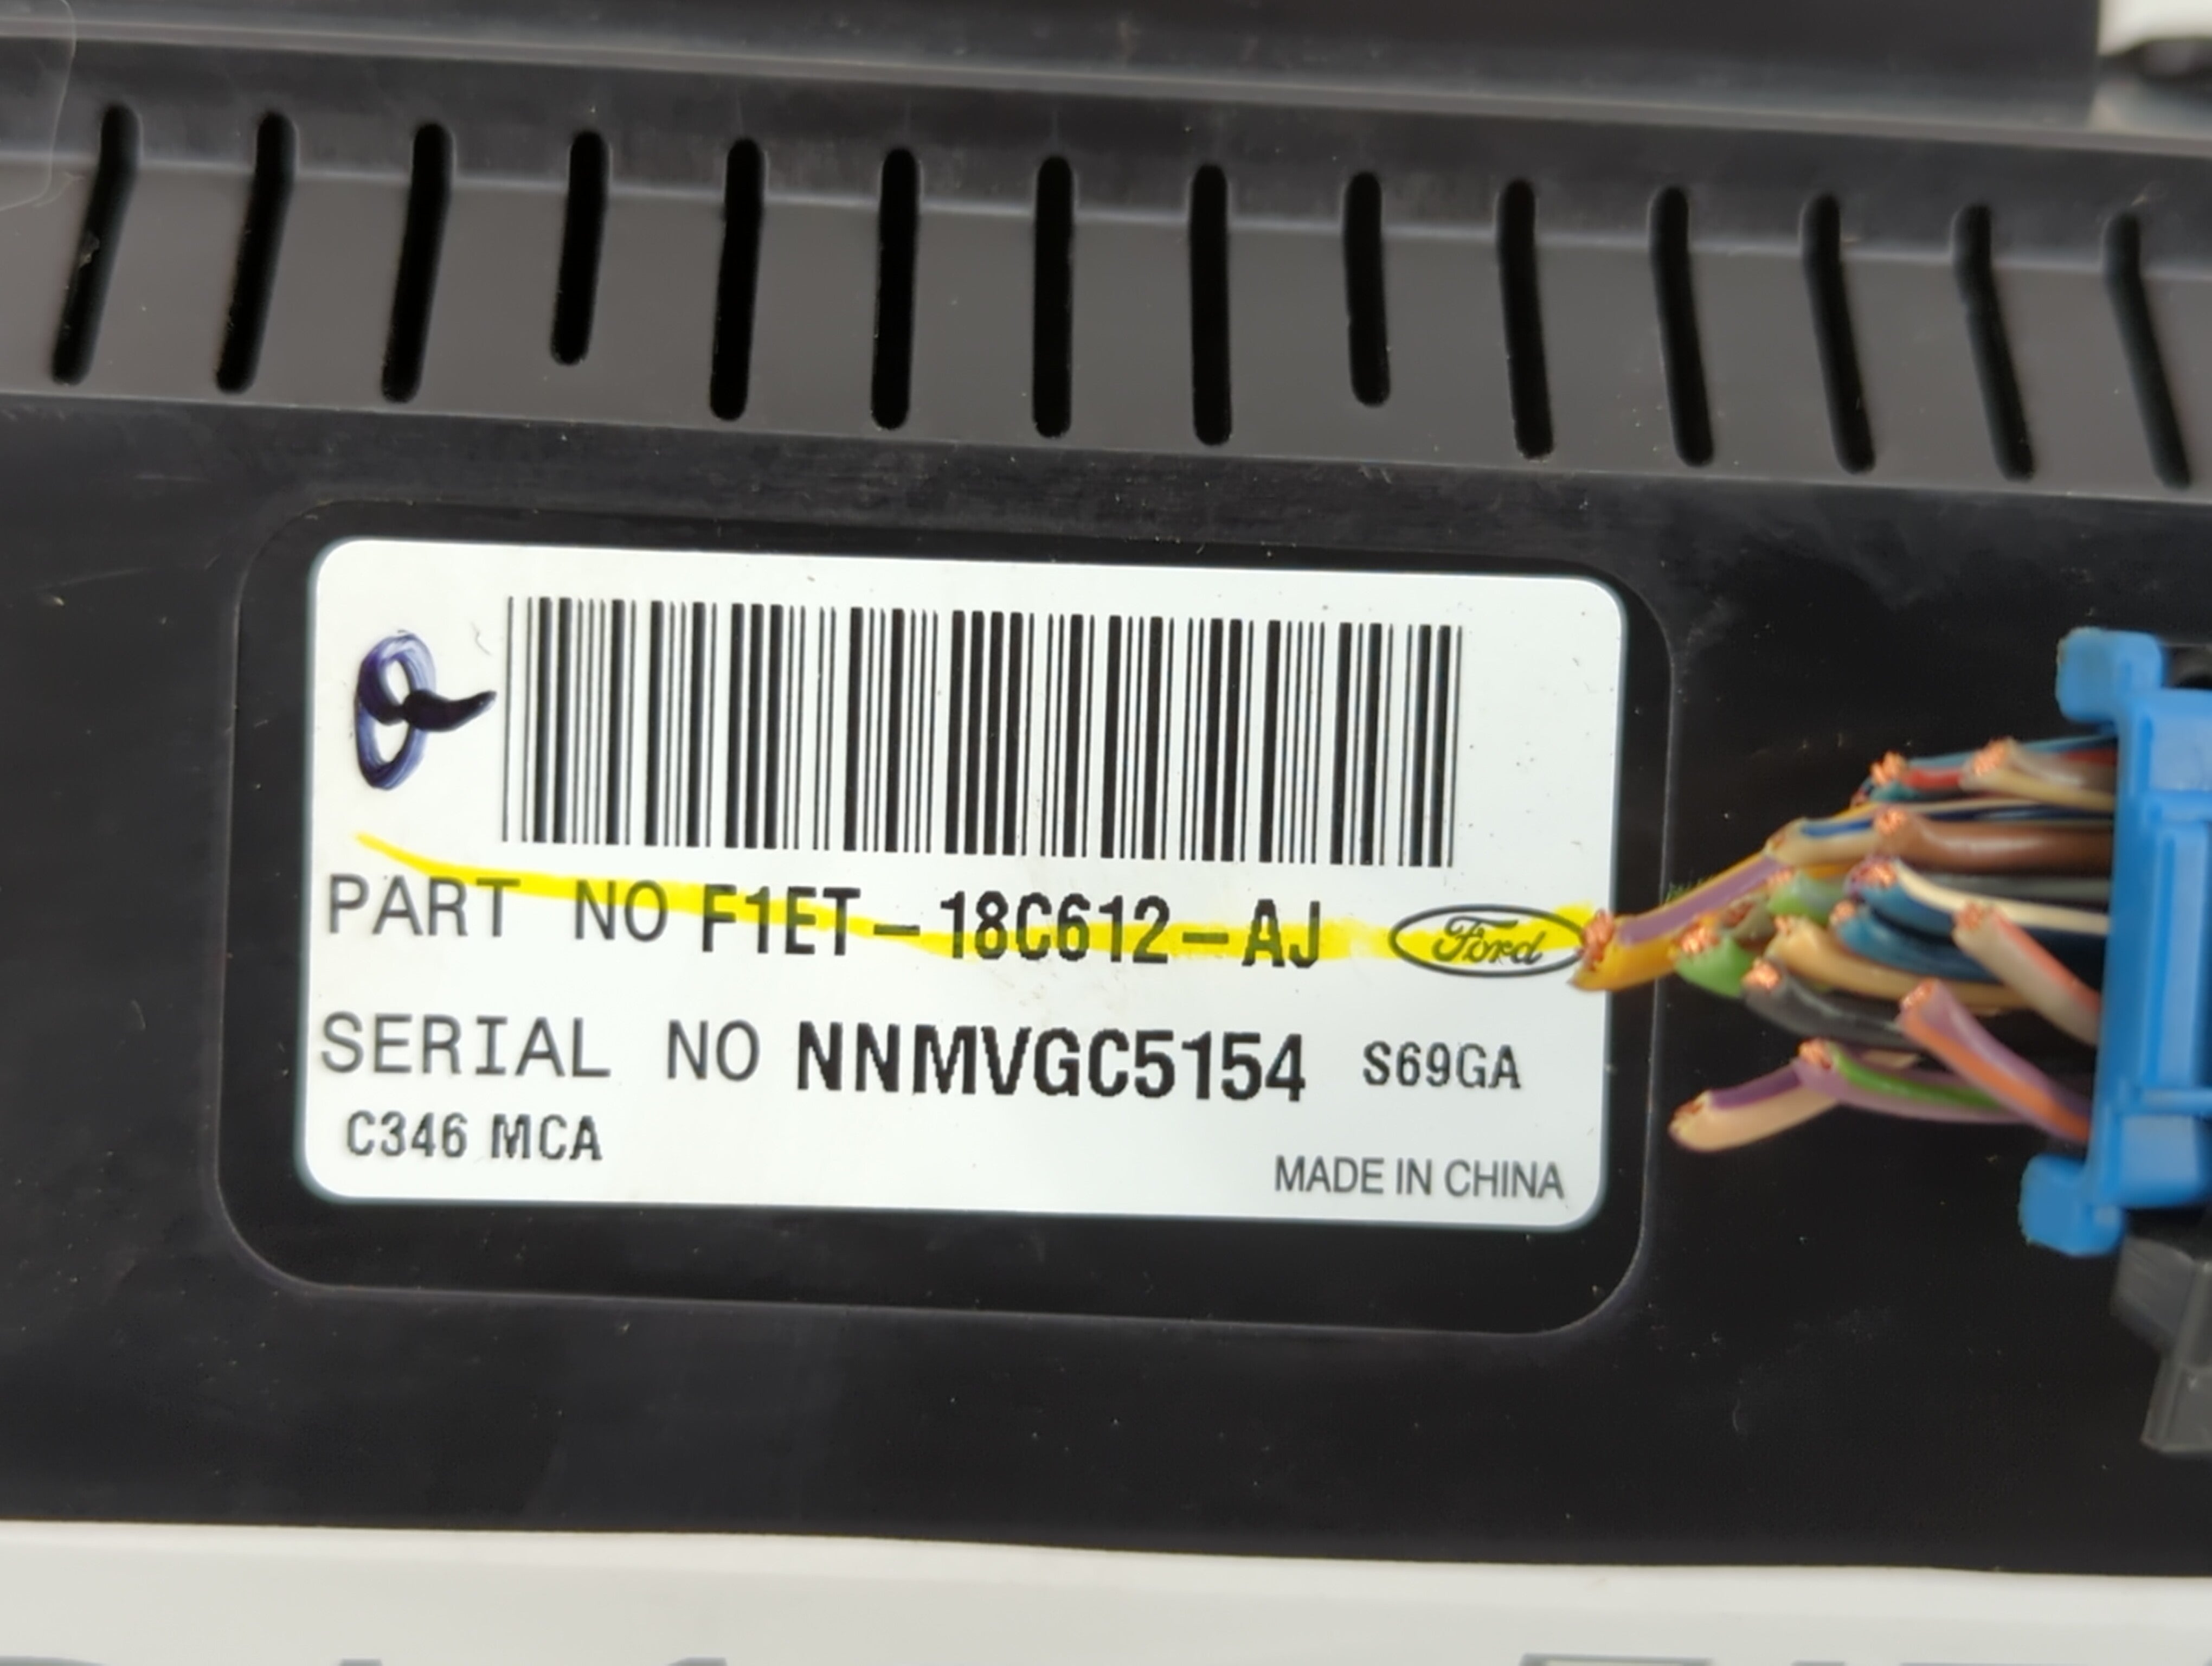 PART NO F1ET-18C612-AJ Ford
SERIAL NO NNMVGC5154 S69GA
C346 MCA
MADE IN CHINA